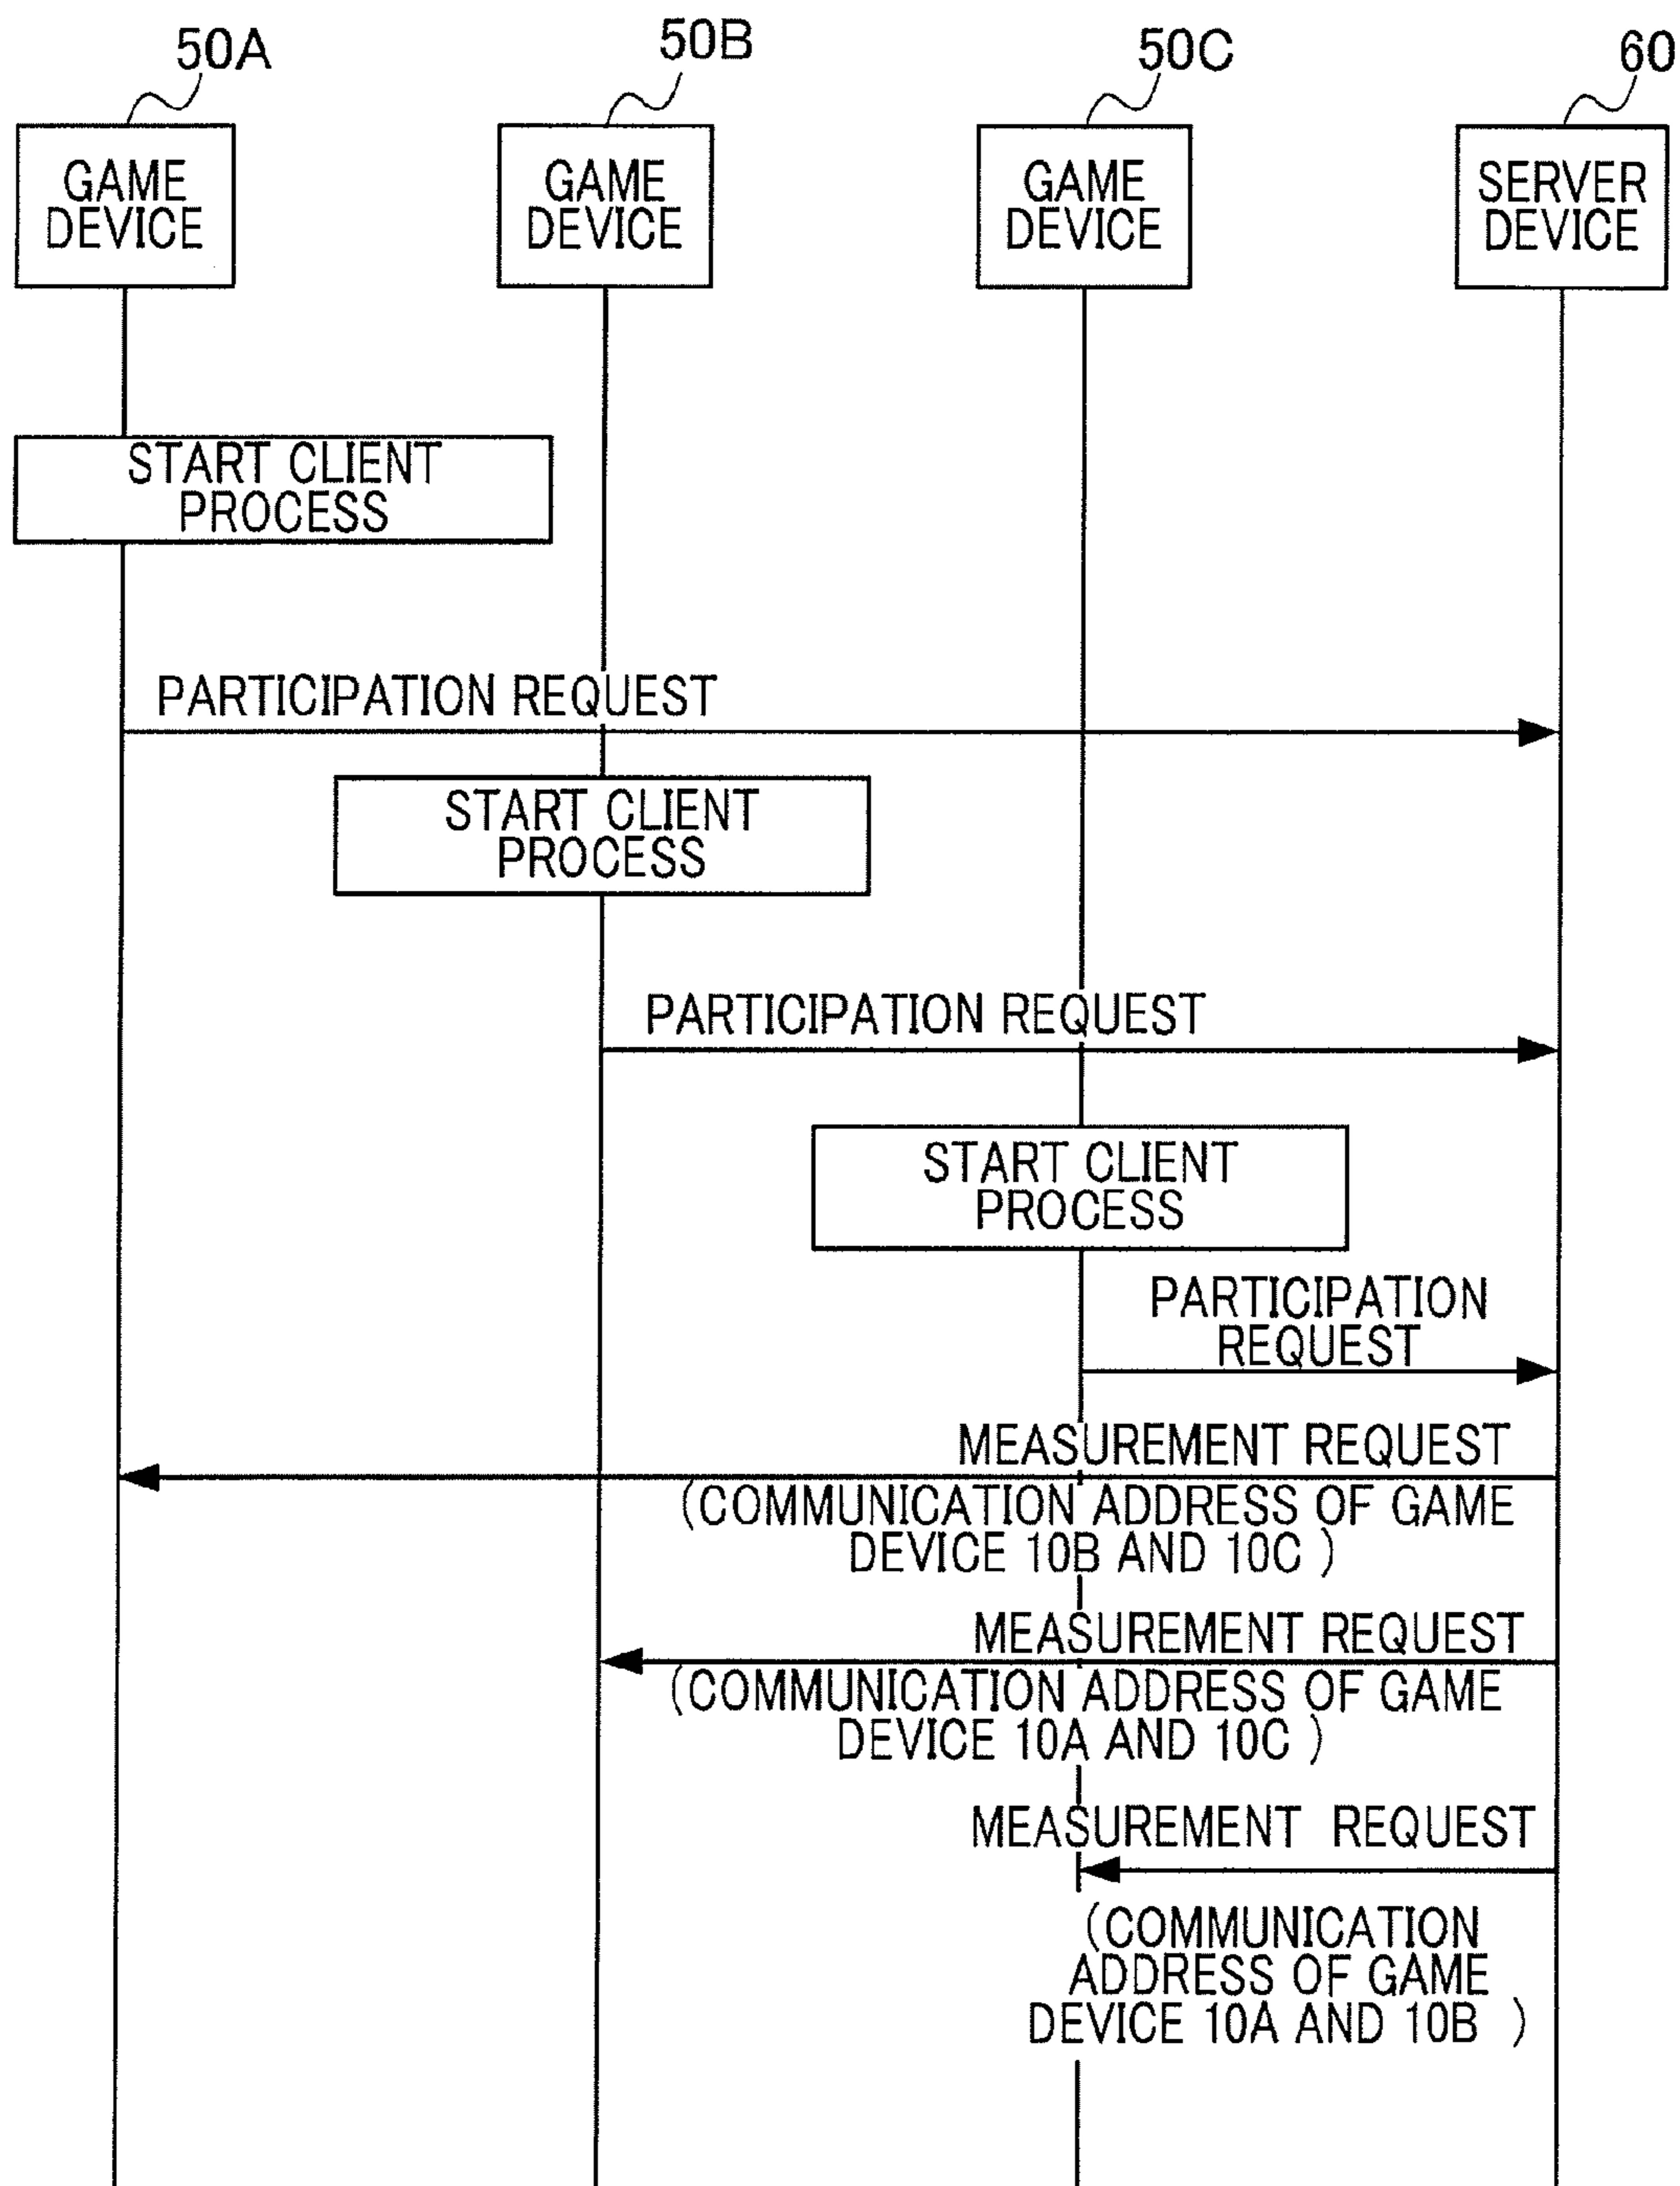 50A
50B
50C
60
GAME
DEVICE
GAME
DEVICE
GAME
DEVICE
SERVER
DEVICE
START CLIENT
PROCESS
PARTICIPATION REQUEST
START CLIENT
PROCESS
PARTICIPATION REQUEST
START CLIENT
PROCESS
PARTICIPATION
REQUEST
MEASUREMENT REQUEST
(COMMUNICATION ADDRESS OF GAME
DEVICE 10B AND 10C )
MEASUREMENT REQUEST
(COMMUNICATION ADDRESS OF GAME
DEVICE 10A AND 10C )
MEASUREMENT REQUEST
(COMMUNICATION
ADDRESS OF GAME
DEVICE 10A AND 10B )